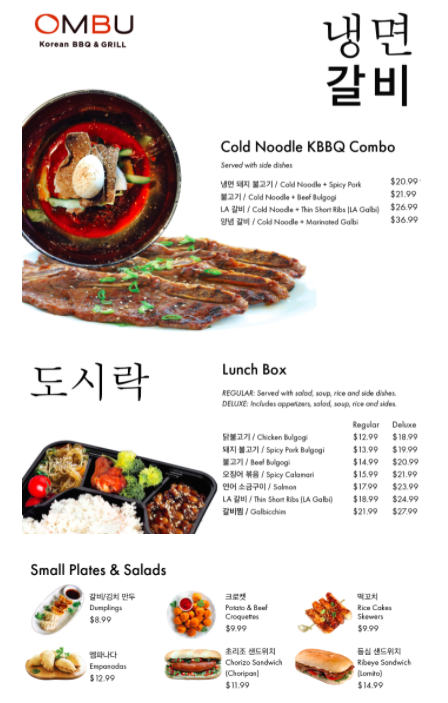 OMBU
Korean BBQ & GRILL
냉면
갈비
Cold Noodle KBBQ Combo
Served with side dishes
냉면 돼지 불고기 / Cold Noodle + Spicy Pork $20.99
불고기 / Cold Noodle + Beef Bulgogi $21.99
LA 갈비 / Cold Noodle + Thin Short Ribs (LA Galbi) $26.99
양념 갈비 / Cold Noodle + Marinated Galbi $36.99
도시락
Lunch Box
REGULAR: Served with salad, soup, rice and side dishes.
DELUXE: Includes appetizers, salad, soup, rice and sides.
Regular Deluxe
닭불고기 / Chicken Bulgogi $12.99 $18.99
돼지 불고기 / Spicy Pork Bulgogi $13.99 $19.99
불고기 / Beef Bulgogi $14.99 $20.99
오징어 볶음 / Spicy Calamari $15.99 $21.99
연어 소금구이 / Salmon $17.99 $23.99
LA 갈비 / Thin Short Ribs (LA Galbi) $18.99 $24.99
갈비찜 / Galbicchim $21.99 $27.99
Small Plates & Salads
갈비/김치 만두
Dumplings
$8.99
크로켓
Potato & Beef
Croquettes
$9.99
떡꼬치
Rice Cakes
Skewers
$9.99
엠파나다
Empanadas
$12.99
초리조 샌드위치
Chorizo Sandwich
(Choripan)
$11.99
등심 샌드위치
Ribeye Sandwich
(Lomito)
$14.99